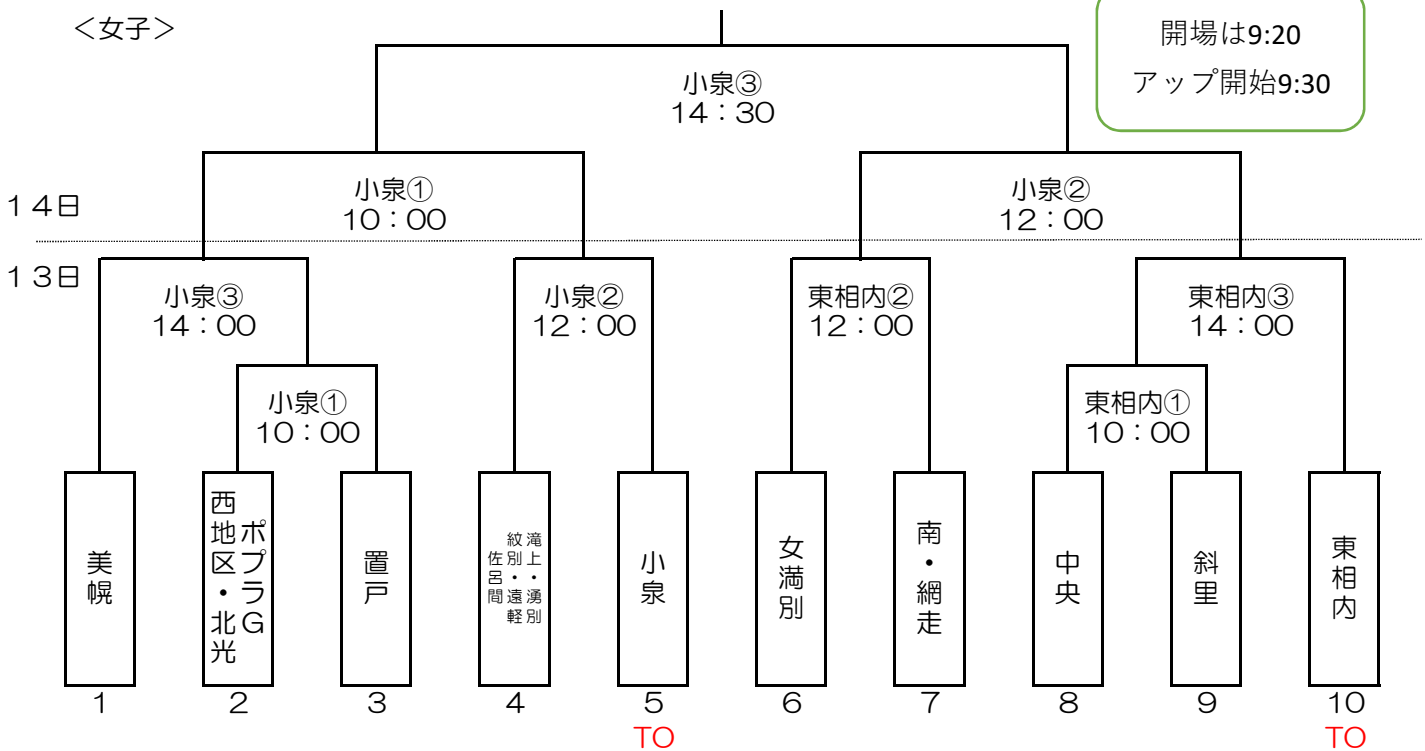 <女子>
開場は9:20
アップ開始9:30
小泉③
14:30
14日
小泉①
10:00
小泉②
12:00
13日
小泉③
14:00
小泉②
12:00
東相内②
12:00
東相内③
14:00
小泉①
10:00
東相内①
10:00
美幌
ポプラG
西地区・北光
置戸
滝上・湧別
紋別・遠軽
佐呂間
小泉
女満別
南・網走
中央
斜里
東相内
1 2 3 4 5 6 7 8 9 10
TO TO